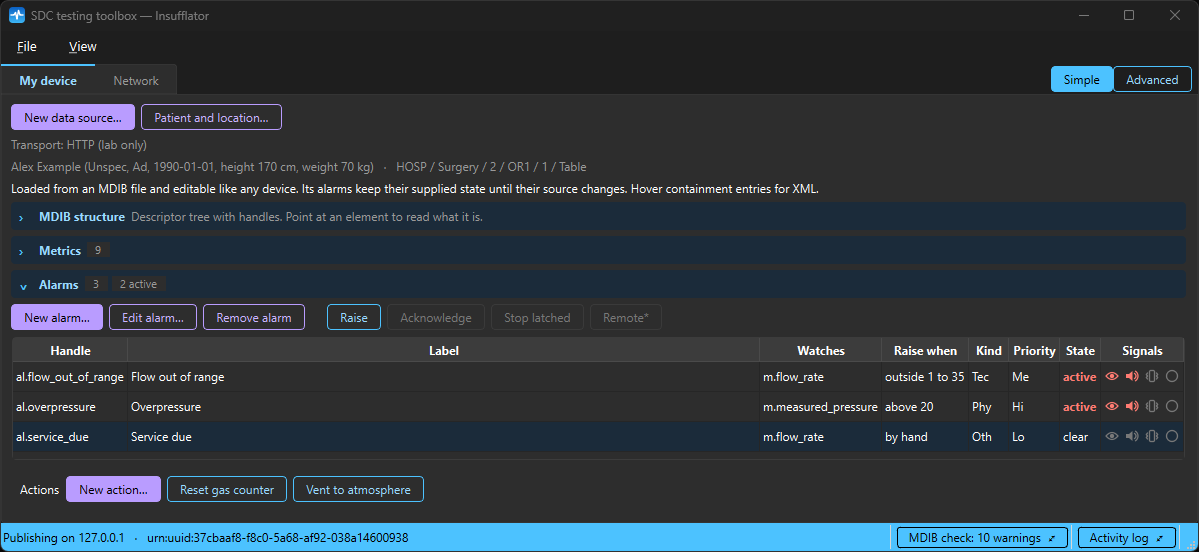 SDC testing toolbox — Insufflator
File View
My device Network Simple Advanced
New data source... Patient and location...
Transport: HTTP (lab only)
Alex Example (Unspec, Ad, 1990-01-01, height 170 cm, weight 70 kg) · HOSP / Surgery / 2 / OR1 / 1 / Table
Loaded from an MDIB file and editable like any device. Its alarms keep their supplied state until their source changes. Hover containment entries for XML.
MDIB structure Descriptor tree with handles. Point at an element to read what it is.
Metrics 9
Alarms 3 2 active
New alarm... Edit alarm... Remove alarm Raise Acknowledge Stop latched Remote*
Handle Label Watches Raise when Kind Priority State Signals
al.flow_out_of_range Flow out of range m.flow_rate outside 1 to 35 Tec Me active
al.overpressure Overpressure m.measured_pressure above 20 Phy Hi active
al.service_due Service due m.flow_rate by hand Oth Lo clear
Actions New action... Reset gas counter Vent to atmosphere
Publishing on 127.0.0.1 · urn:uuid:37cbaaf8-f8c0-5a68-af92-038a14600938 MDIB check: 10 warnings Activity log